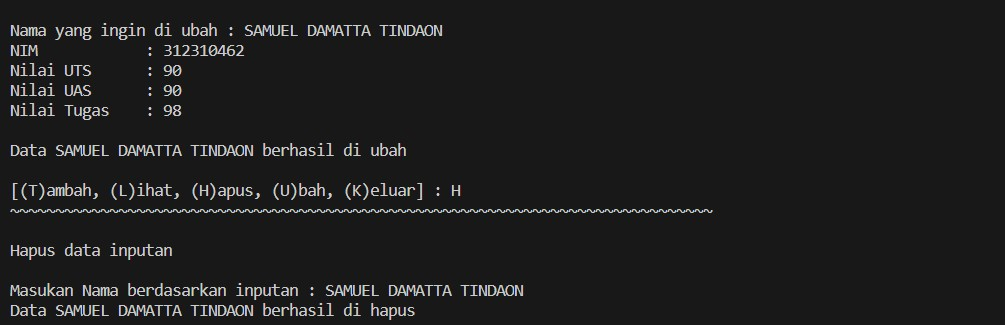 Nama yang ingin di ubah : SAMUEL DAMATTA TINDAON
NIM            : 312310462
Nilai UTS      : 90
Nilai UAS      : 90
Nilai Tugas    : 98
Data SAMUEL DAMATTA TINDAON berhasil di ubah
[(T)ambah, (L)ihat, (H)apus, (U)bah, (K)eluar] : H
~~~~~~~~~~~~~~~~~~~~~~~~~~~~~~~~~~~~~~~~~~~~~~~~~~~~~~~~~~~~~~~~~~~~~~~~~~~~~~
Hapus data inputan
Masukan Nama berdasarkan inputan : SAMUEL DAMATTA TINDAON
Data SAMUEL DAMATTA TINDAON berhasil di hapus